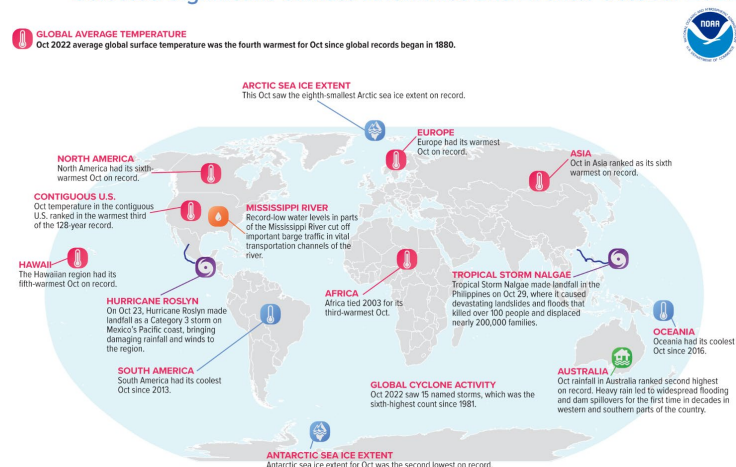 GLOBAL AVERAGE TEMPERATURE
Oct 2022 average global surface temperature was the fourth warmest for Oct since global records began in 1880.
NOAA
ARCTIC SEA ICE EXTENT
This Oct saw the eighth-smallest Arctic sea ice extent on record.
EUROPE
Europe had its warmest
Oct on record.
ASIA
Oct in Asia ranked as its sixth
warmest on record.
NORTH AMERICA
North America had its sixth-
warmest Oct on record.
CONTIGUOUS U.S.
Oct temperature in the contiguous
U.S. ranked in the warmest third
of the 128-year record.
MISSISSIPPI RIVER
Record-low water levels in parts
of the Mississippi River cut off
important barge traffic in vital
transportation channels of the
river.
HAWAII
The Hawaiian region had its
fifth-warmest Oct on record.
HURRICANE ROSLYN
On Oct 23, Hurricane Roslyn made
landfall as a Category 3 storm on
Mexico's Pacific coast, bringing
damaging rainfall and winds to
the region.
AFRICA
Africa tied 2003 for its
third-warmest Oct.
TROPICAL STORM NALGAE
Tropical Storm Nalgae made landfall in the
Philippines on Oct 29, where it caused
devastating landslides and floods that
killed over 100 people and displaced
nearly 200,000 families.
OCEANIA
Oceania had its coolest
Oct since 2016.
SOUTH AMERICA
South America had its coolest
Oct since 2013.
GLOBAL CYCLONE ACTIVITY
Oct 2022 saw 15 named storms, which was the
sixth-highest count since 1981.
AUSTRALIA
Oct rainfall in Australia ranked second highest
on record. Heavy rain led to widespread flooding
and dam spillovers for the first time in decades in
western and southern parts of the country.
ANTARCTIC SEA ICE EXTENT
Antarctic sea ice extent for Oct was the second lowest on record.